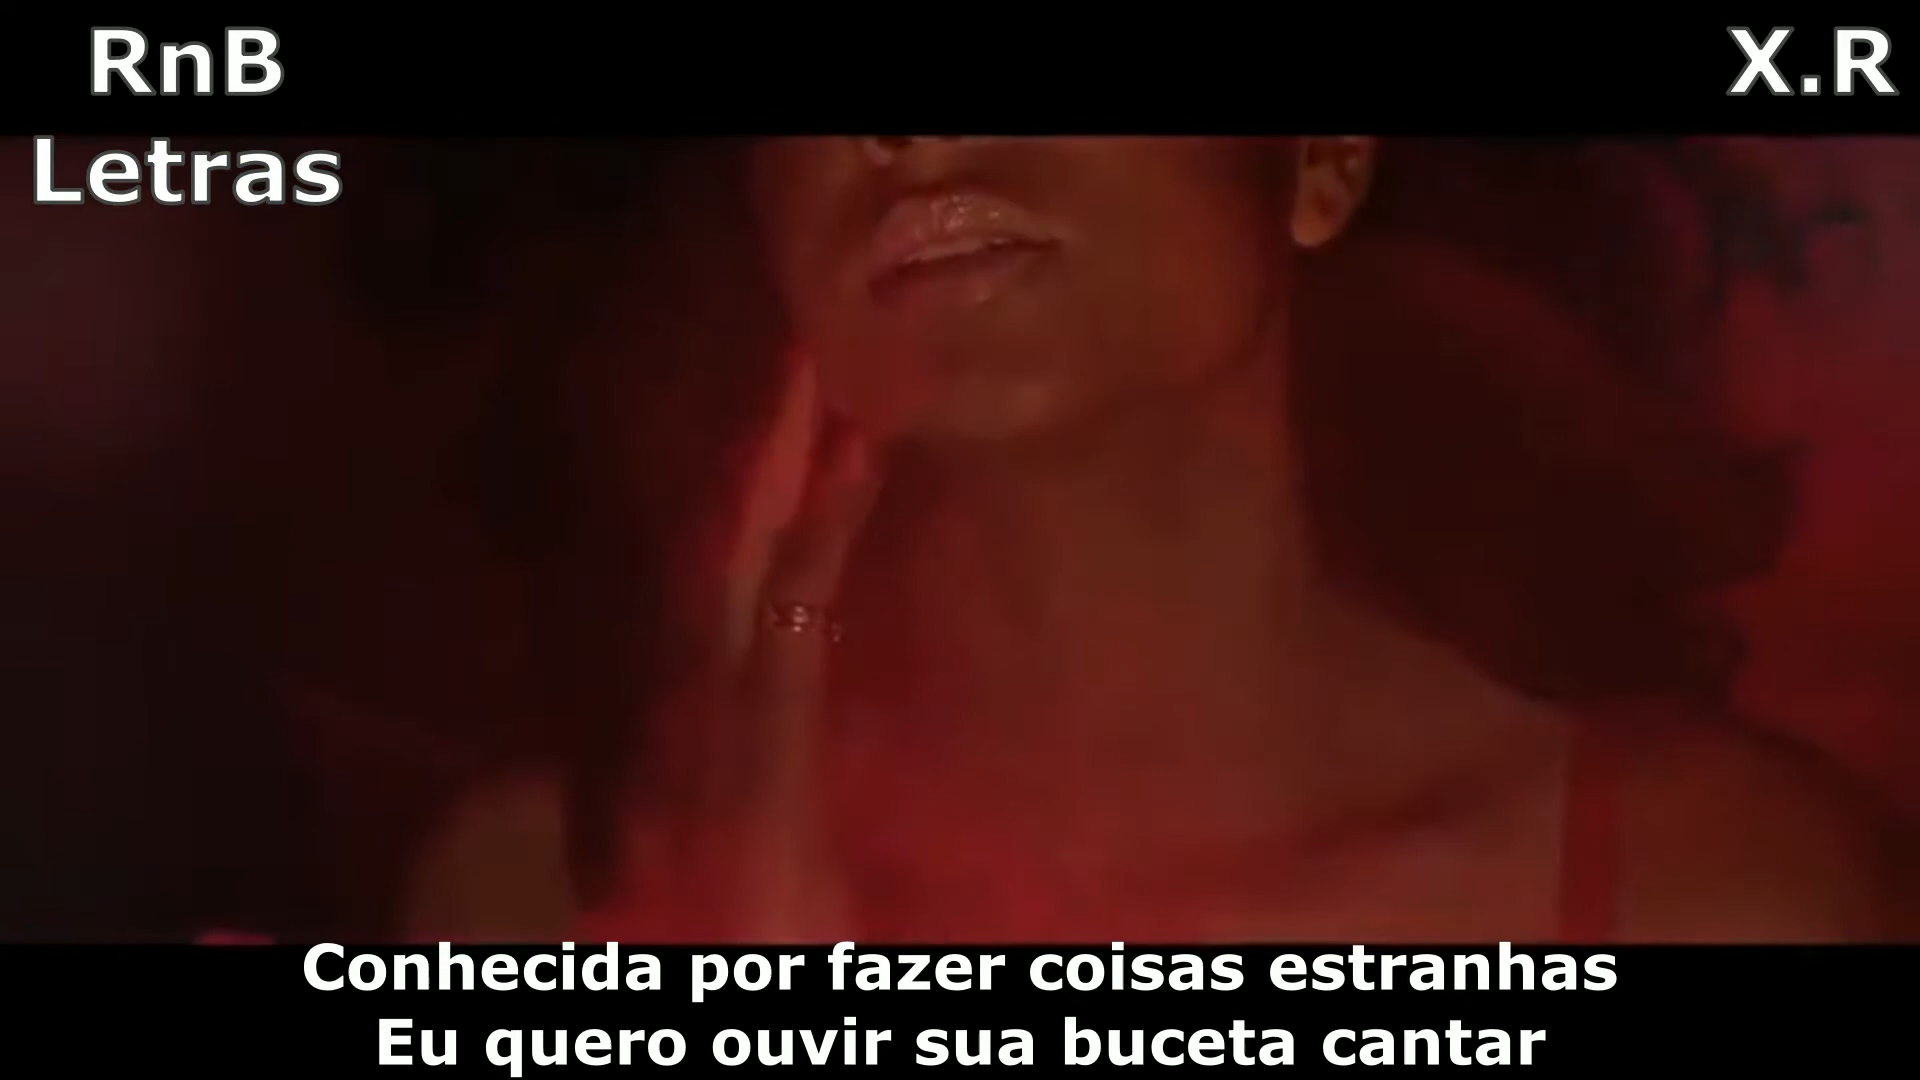 RnB
Letras
X.R
Conhecida por fazer coisas estranhas
Eu quero ouvir sua buceta cantar